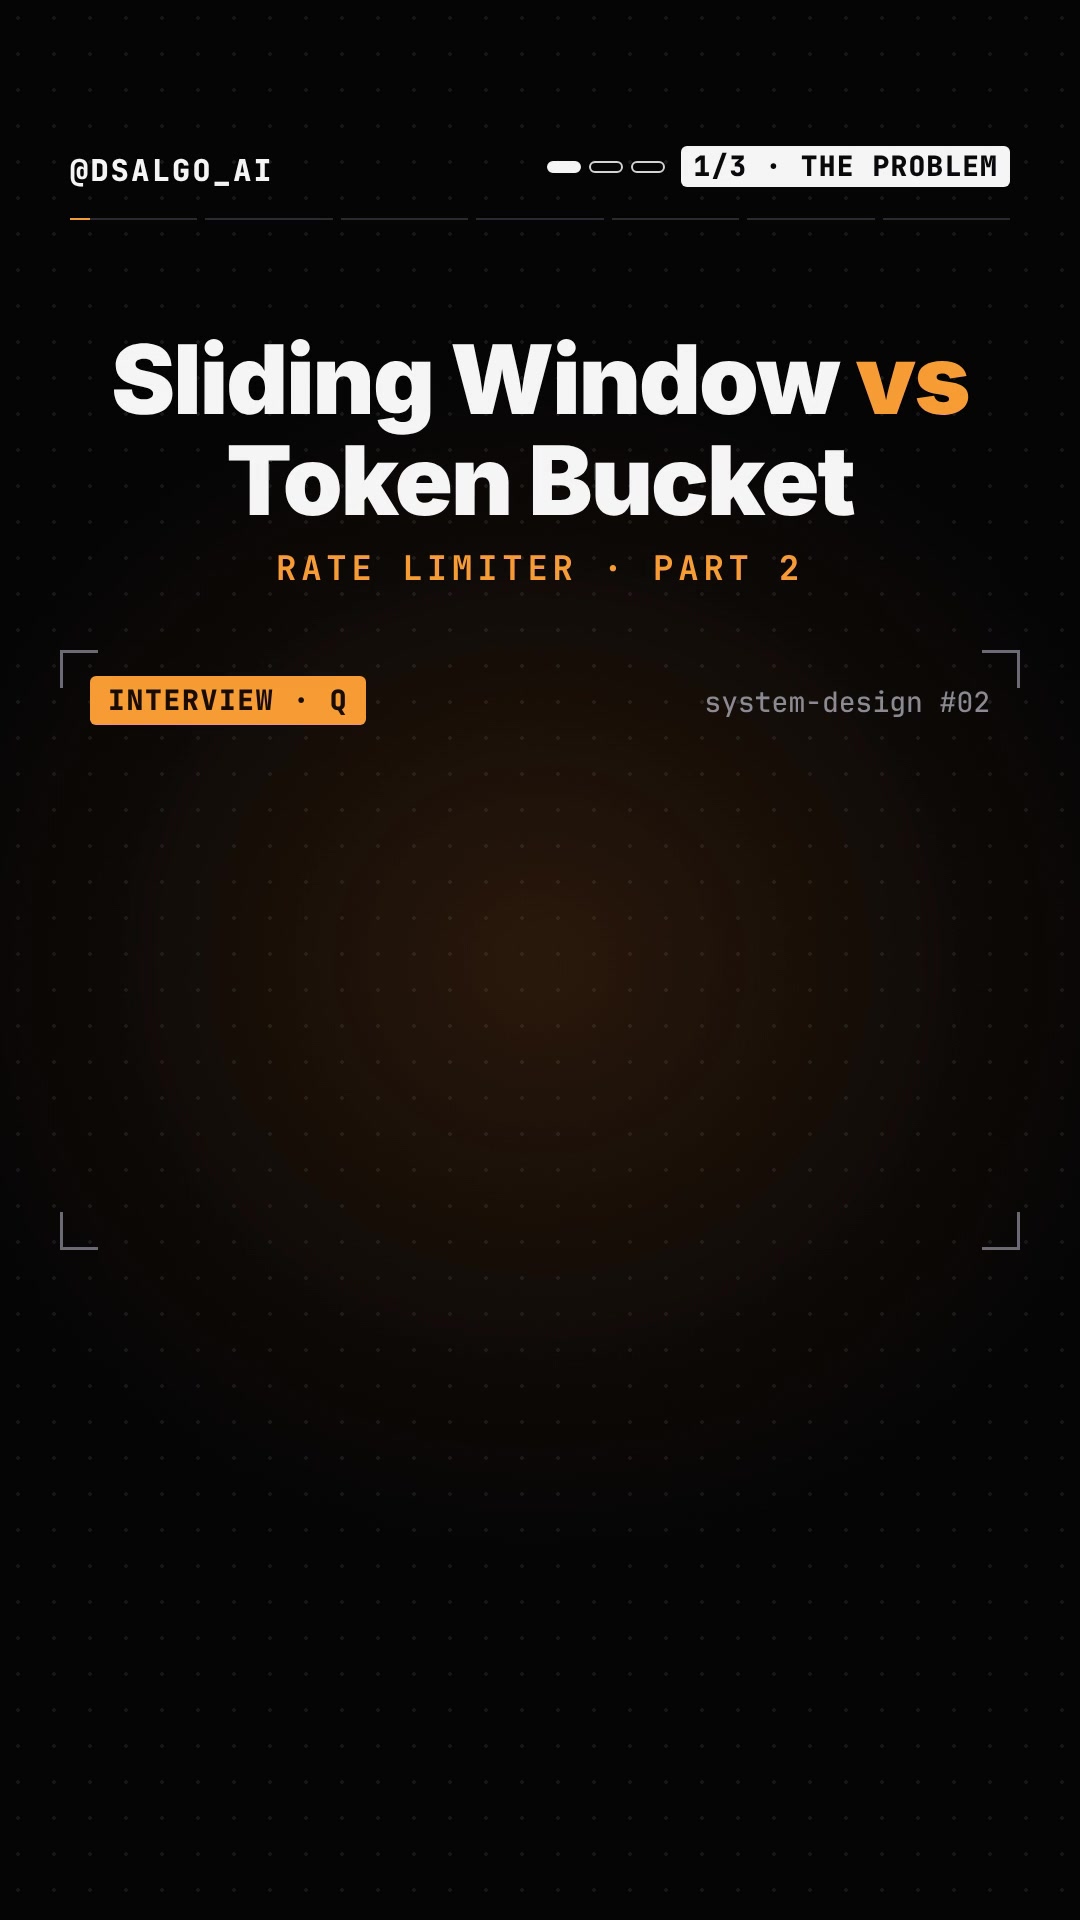 @DSALGO_AI
1/3 · THE PROBLEM
Sliding Window vs
Token Bucket
RATE LIMITER · PART 2
INTERVIEW · Q
system-design #02